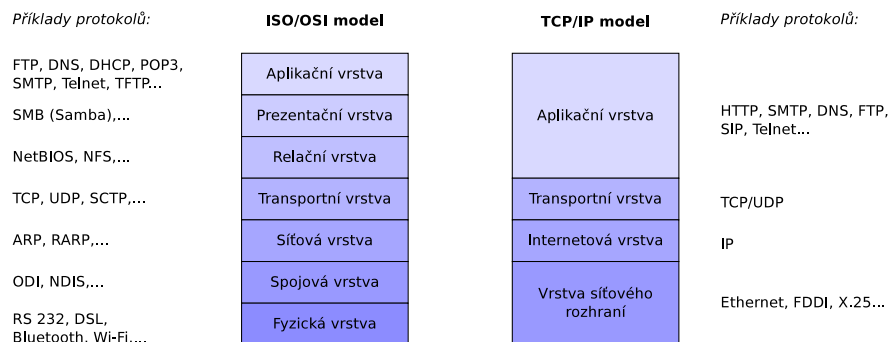 Příklady protokolů:
ISO/OSI model
TCP/IP model
Příklady protokolů:
FTP, DNS, DHCP, POP3,
SMTP, Telnet, TFTP...
Aplikační vrstva
SMB (Samba),...
Prezentační vrstva
NetBIOS, NFS,...
Relační vrstva
Aplikační vrstva
HTTP, SMTP, DNS, FTP,
SIP, Telnet...
TCP, UDP, SCTP,...
Transportní vrstva
Transportní vrstva
TCP/UDP
ARP, RARP,...
Síťová vrstva
Internetová vrstva
IP
ODI, NDIS,...
Spojová vrstva
RS 232, DSL,
Bluetooth, Wi-Fi,...
Fyzická vrstva
Vrstva síťového
rozhraní
Ethernet, FDDI, X.25...